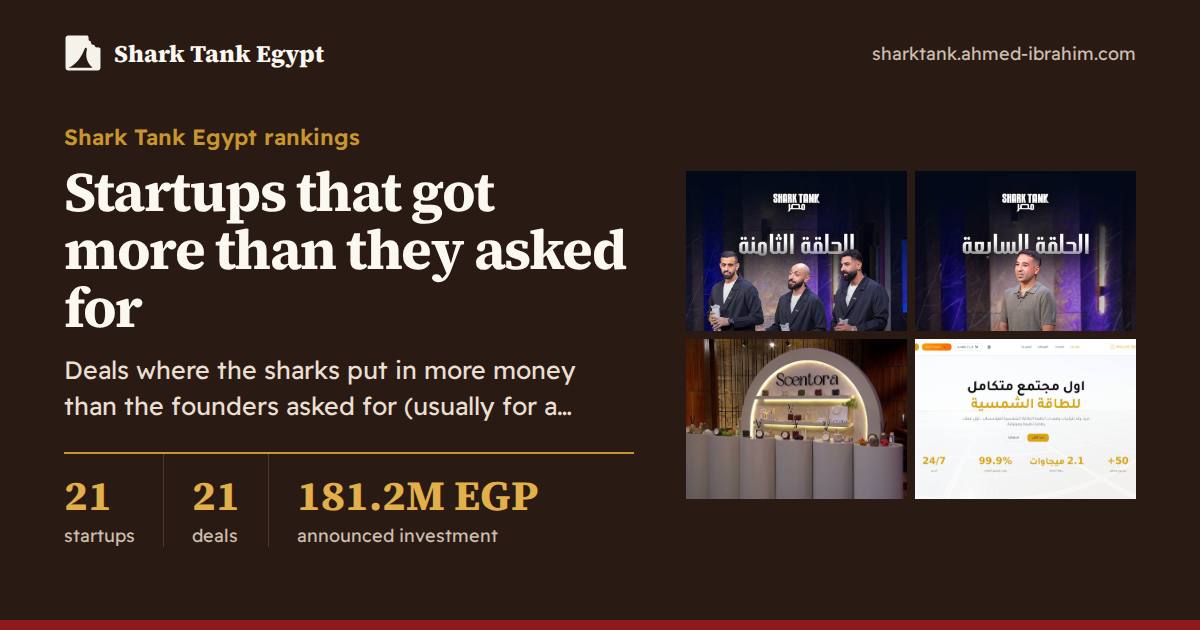 Shark Tank Egypt
sharktank.ahmed-ibrahim.com
Shark Tank Egypt rankings
Startups that got
more than they asked
for
Deals where the sharks put in more money
than the founders asked for (usually for a…
21
startups
21
deals
181.2M EGP
announced investment
SHARK TANK
مصر
الحلقة الثامنة
SHARK TANK
مصر
الحلقة السابعة
Scentora
اول مجتمع متكامل
للطاقة الشمسية
24/7
99.9%
2.1 ميجاوات
+50